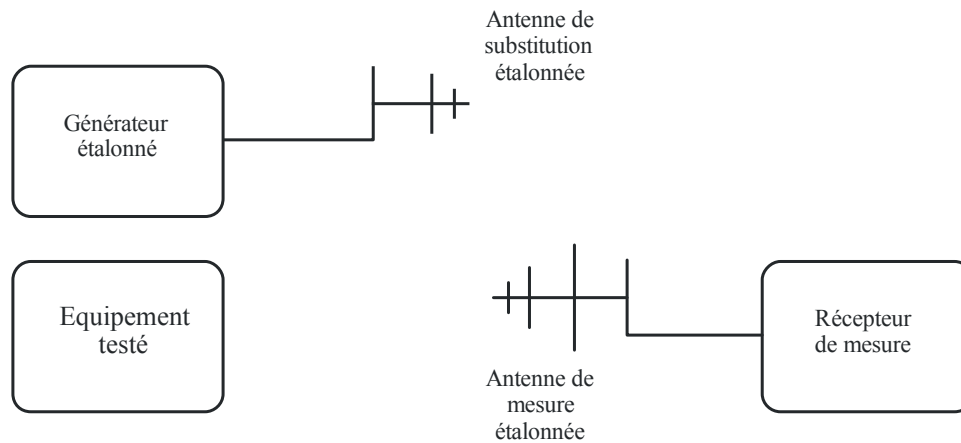 Antenne de
substitution
étalonnée
Générateur
étalonné
Equipement
testé
Récepteur
de mesure
Antenne de
mesure
étalonnée